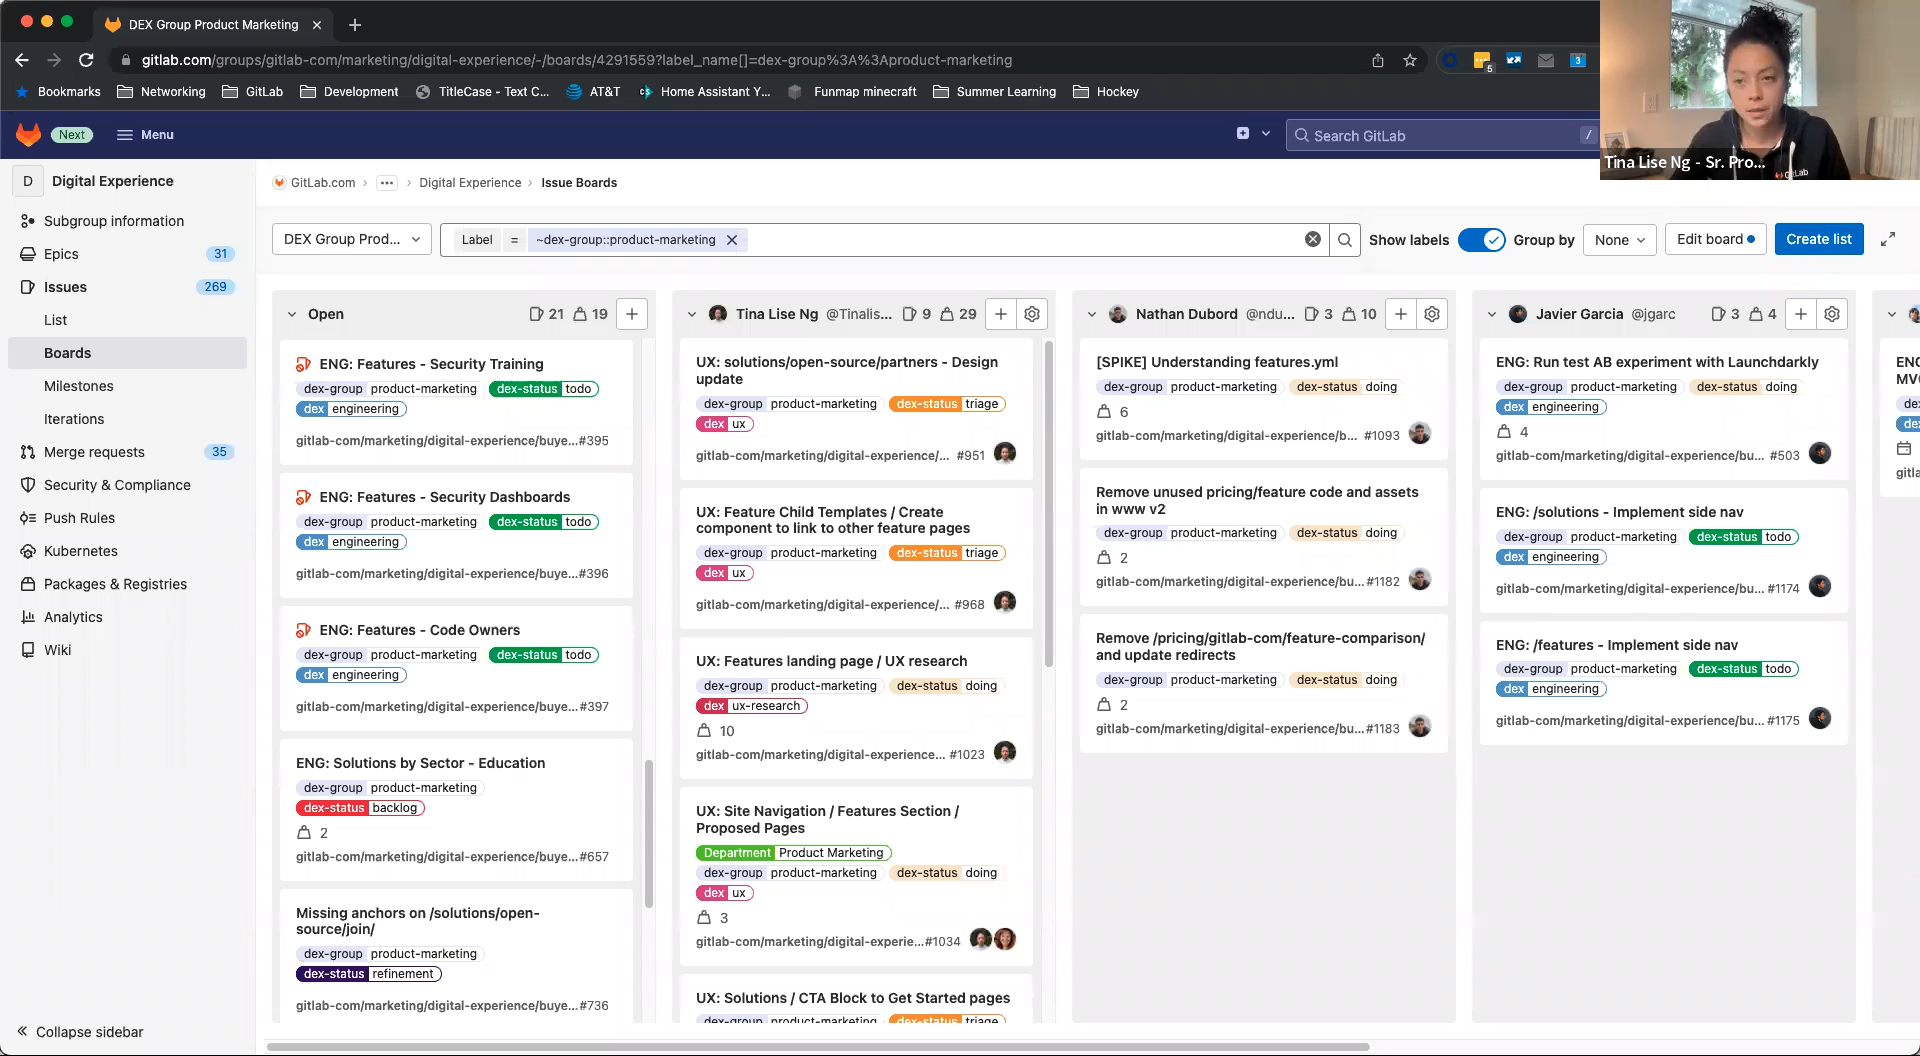 DEX Group Product Marketing
gitlab.com/groups/gitlab-com/marketing/digital-experience/-/boards/4291559?label_name[]=dex-group%3A%3Aproduct-marketing
5
3
Bookmarks Networking GitLab Development TitleCase - Text C... AT&T Home Assistant Y... Funmap minecraft Summer Learning Hockey
Next Menu Search GitLab /
Tina Lise Ng - Sr. Pro...
GitLab
D Digital Experience
Subgroup information
Epics 31
Issues 269
List
Boards
Milestones
Iterations
Merge requests 35
Security & Compliance
Push Rules
Kubernetes
Packages & Registries
Analytics
Wiki
Collapse sidebar
GitLab.com › ... › Digital Experience › Issue Boards
DEX Group Prod... Label = ~dex-group::product-marketing Show labels Group by None Edit board Create list
Open 21 19
ENG: Features - Security Training
dex-group product-marketing dex-status todo
dex engineering
gitlab-com/marketing/digital-experience/buye...#395
ENG: Features - Security Dashboards
dex-group product-marketing dex-status todo
dex engineering
gitlab-com/marketing/digital-experience/buye...#396
ENG: Features - Code Owners
dex-group product-marketing dex-status todo
dex engineering
gitlab-com/marketing/digital-experience/buye...#397
ENG: Solutions by Sector - Education
dex-group product-marketing
dex-status backlog
2
gitlab-com/marketing/digital-experience/buye...#657
Missing anchors on /solutions/open-
source/join/
dex-group product-marketing
dex-status refinement
gitlab-com/marketing/digital-experience/buye...#736
Tina Lise Ng @Tinalis... 9 29
UX: solutions/open-source/partners - Design
update
dex-group product-marketing dex-status triage
dex ux
gitlab-com/marketing/digital-experience/... #951
UX: Feature Child Templates / Create
component to link to other feature pages
dex-group product-marketing dex-status triage
dex ux
gitlab-com/marketing/digital-experience/... #968
UX: Features landing page / UX research
dex-group product-marketing dex-status doing
dex ux-research
10
gitlab-com/marketing/digital-experience... #1023
UX: Site Navigation / Features Section /
Proposed Pages
Department Product Marketing
dex-group product-marketing dex-status doing
dex ux
3
gitlab-com/marketing/digital-experie...#1034
UX: Solutions / CTA Block to Get Started pages
dex-group product-marketing dex-status triage
Nathan Dubord @ndu... 3 10
[SPIKE] Understanding features.yml
dex-group product-marketing dex-status doing
6
gitlab-com/marketing/digital-experience/b... #1093
Remove unused pricing/feature code and assets
in www v2
dex-group product-marketing dex-status doing
2
gitlab-com/marketing/digital-experience/bu...#1182
Remove /pricing/gitlab-com/feature-comparison/
and update redirects
dex-group product-marketing dex-status doing
2
gitlab-com/marketing/digital-experience/bu...#1183
Javier Garcia @jgarc 3 4
ENG: Run test AB experiment with Launchdarkly
dex-group product-marketing dex-status doing
dex engineering
4
gitlab-com/marketing/digital-experience/bu... #503
ENG: /solutions - Implement side nav
dex-group product-marketing dex-status todo
dex engineering
gitlab-com/marketing/digital-experience/bu... #1174
ENG: /features - Implement side nav
dex-group product-marketing dex-status todo
dex engineering
gitlab-com/marketing/digital-experience/bu... #1175